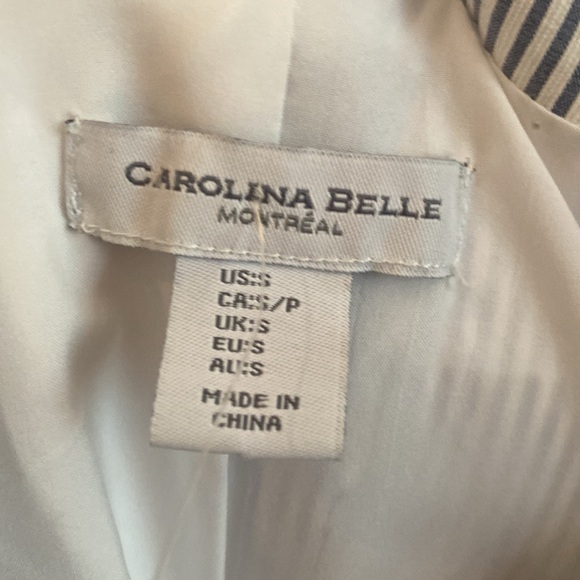 CAROLINA BELLE
MONTRÉAL
US:S
CA:S/P
UK:S
EU:S
AU:S
MADE IN
CHINA